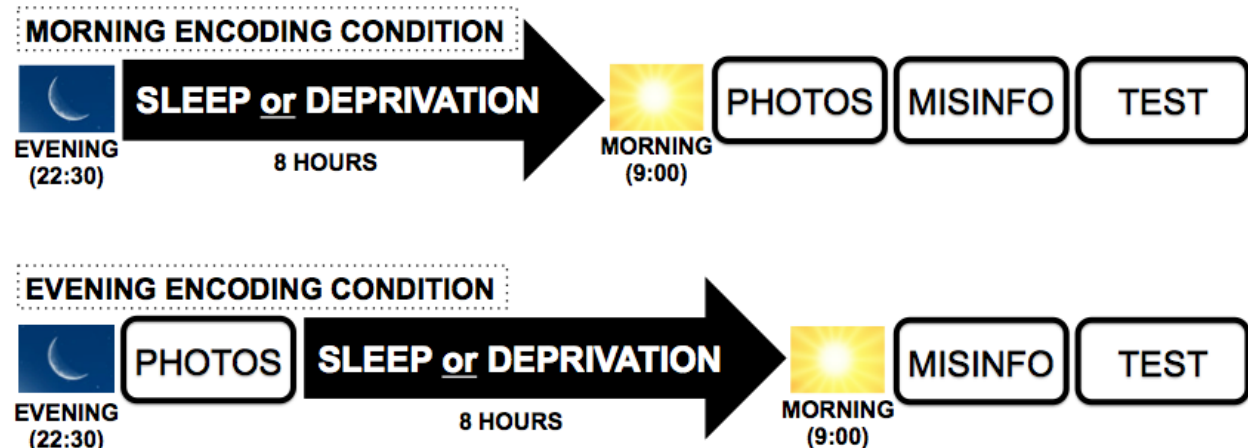 MORNING ENCODING CONDITION
SLEEP or DEPRIVATION
PHOTOS
MISINFO
TEST
EVENING
(22:30)
8 HOURS
MORNING
(9:00)
EVENING ENCODING CONDITION
PHOTOS
SLEEP or DEPRIVATION
MISINFO
TEST
EVENING
(22:30)
8 HOURS
MORNING
(9:00)